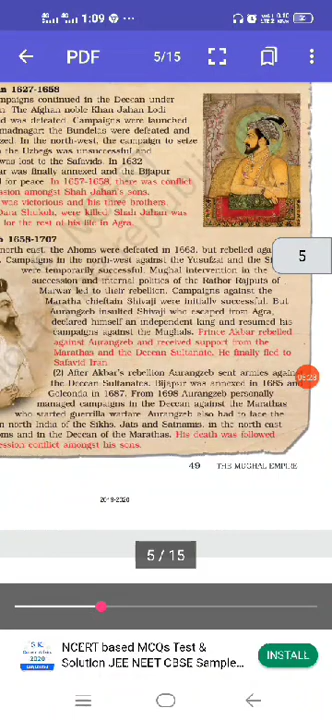 1:09
PDF
5/15
n 1627-1658
mpaigns continued in the Deccan under
The Afghan noble Khan Jahan Lodi
d was defeated. Campaigns were launched
madnagar; the Bundelas were defeated and
zed. In the north-west, the campaign to seize
the Uzbegs was unsuccessful and
was lost to the Safavids. In 1632
ar was finally annexed and the Bijapur
d for peace. In 1657-1658, there was conflict
ssion amongst Shah Jahan's sons.
was victorious and his three brothers,
Dara Shukoh, were killed. Shah Jahan was
for the rest of his life in Agra.
1658-1707
north-east, the Ahoms were defeated in 1663, but rebelled aga
Campaigns in the north-west against the Yusufzai and the Si
were temporarily successful. Mughal intervention in the
succession and internal politics of the Rathor Rajputs of
Marwar led to their rebellion. Campaigns against the
Maratha chieftain Shivaji were initially successful. But
Aurangzeb insulted Shivaji who escaped from Agra,
declared himself an independent king and resumed his
campaigns against the Mughals. Prince Akbar rebelled
against Aurangzeb and received support from the
Marathas and the Deccan Sultanate. He finally fled to
Safavid Iran.
(2) After Akbar's rebellion Aurangzeb sent armies again
the Deccan Sultanates. Bijapur was annexed in 1685 an
Golconda in 1687. From 1698 Aurangzeb personally
managed campaigns in the Deccan against the Marathas
who started guerrilla warfare. Aurangzeb also had to face the
n north India of the Sikhs, Jats and Satnamis, in the north-east
oms and in the Deccan of the Marathas. His death was followed
ession conflict amongst his sons.
5
49 THE MUGHAL EMPIRE
2019-2020
5 / 15
NCERT based MCQs Test &
Solution JEE NEET CBSE Sample...
INSTALL